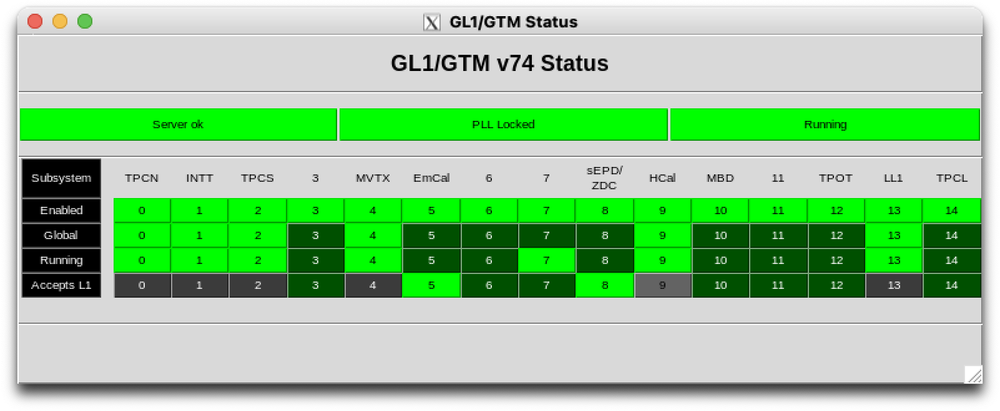 GL1/GTM Status
GL1/GTM v74 Status
Server ok PLL Locked Running
Subsystem TPCN INTT TPCS 3 MVTX EmCal 6 7 sEPD/ ZDC HCal MBD 11 TPOT LL1 TPCL
Enabled 0 1 2 3 4 5 6 7 8 9 10 11 12 13 14
Global 0 1 2 3 4 5 6 7 8 9 10 11 12 13 14
Running 0 1 2 3 4 5 6 7 8 9 10 11 12 13 14
Accepts L1 0 1 2 3 4 5 6 7 8 9 10 11 12 13 14